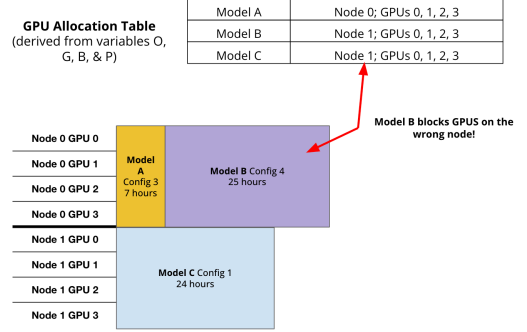 GPU Allocation Table
(derived from variables O,
G, B, & P)
Model A Node 0; GPUs 0, 1, 2, 3
Model B Node 1; GPUs 0, 1, 2, 3
Model C Node 1; GPUs 0, 1, 2, 3
Model B blocks GPUS on the
wrong node!
Node 0 GPU 0
Node 0 GPU 1
Node 0 GPU 2
Node 0 GPU 3
Node 1 GPU 0
Node 1 GPU 1
Node 1 GPU 2
Node 1 GPU 3
Model
A
Config 3
7 hours
Model B Config 4
25 hours
Model C Config 1
24 hours